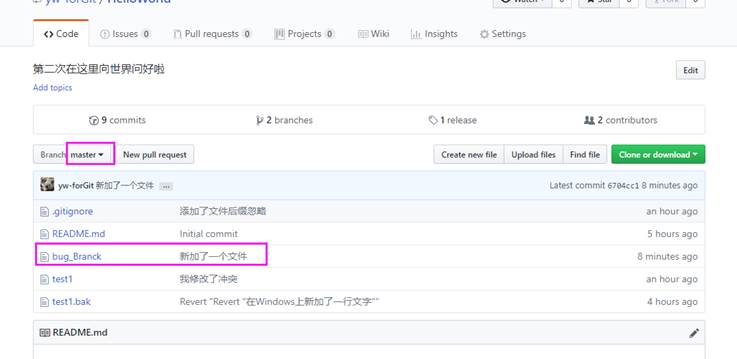 yw-forGit / HelloWorld
Code Issues 0 Pull requests 0 Projects 0 Wiki Insights Settings
第二次在这里向世界问好啦 Edit
Add topics
9 commits 2 branches 1 release 2 contributors
Branch: master New pull request Create new file Upload files Find file Clone or download
yw-forGit 新加了一个文件 ... Latest commit 6704cc1 8 minutes ago
.gitignore 添加了文件后缀忽略 an hour ago
README.md Initial commit 5 hours ago
bug_Branck 新加了一个文件 8 minutes ago
test1 我修改了冲突 an hour ago
test1.bak Revert "Revert "在Windows上新加了一行文字"" 4 hours ago
README.md